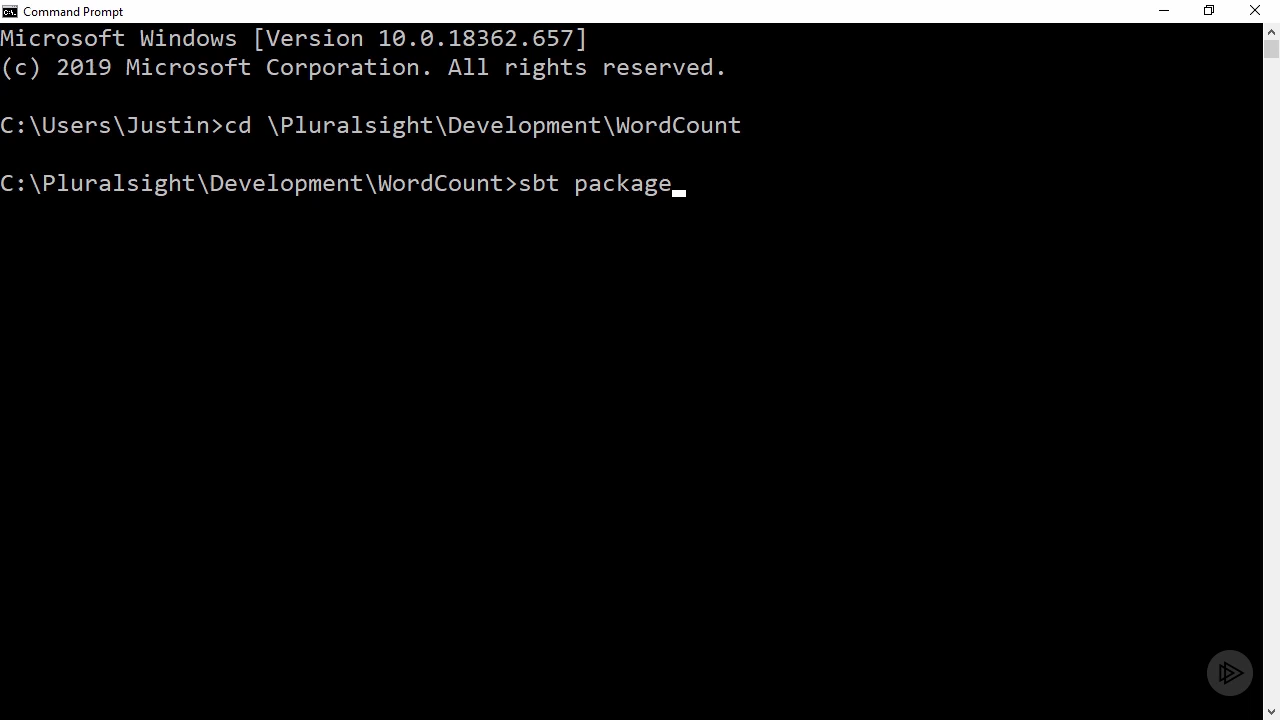 Command Prompt
Microsoft Windows [Version 10.0.18362.657]
(c) 2019 Microsoft Corporation. All rights reserved.
C:\Users\Justin>cd \Pluralsight\Development\WordCount
C:\Pluralsight\Development\WordCount>sbt package